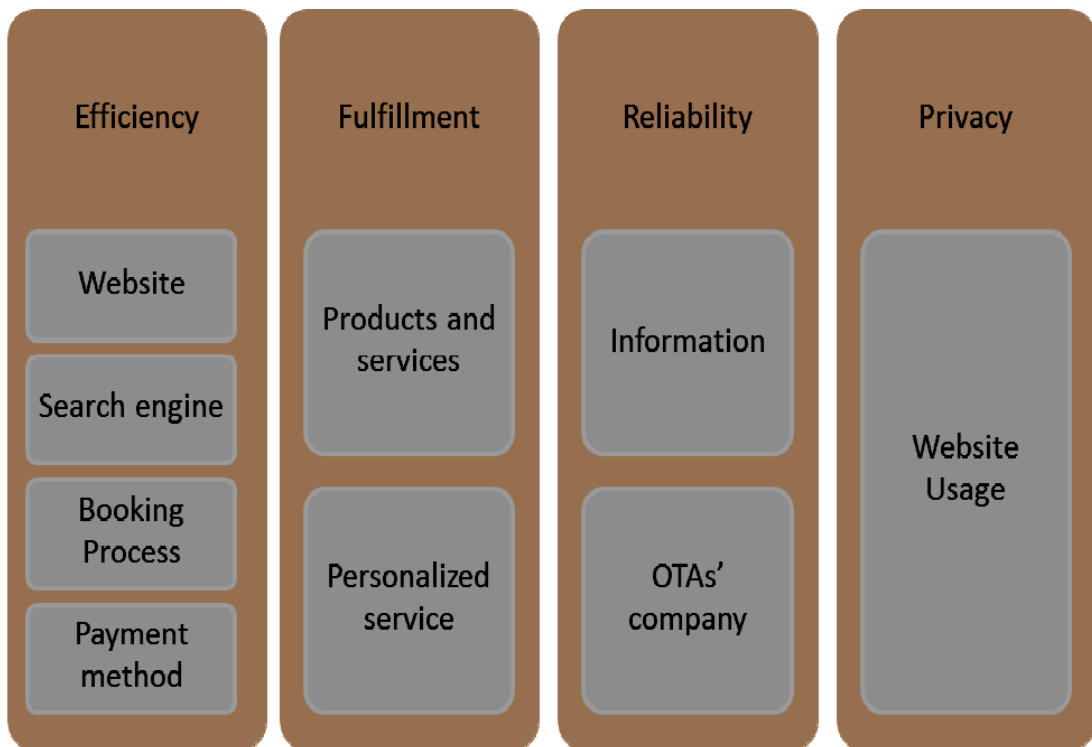 Efficiency
Website
Search engine
Booking
Process
Payment
method
Fulfillment
Products and
services
Personalized
service
Reliability
Information
OTAs’
company
Privacy
Website
Usage